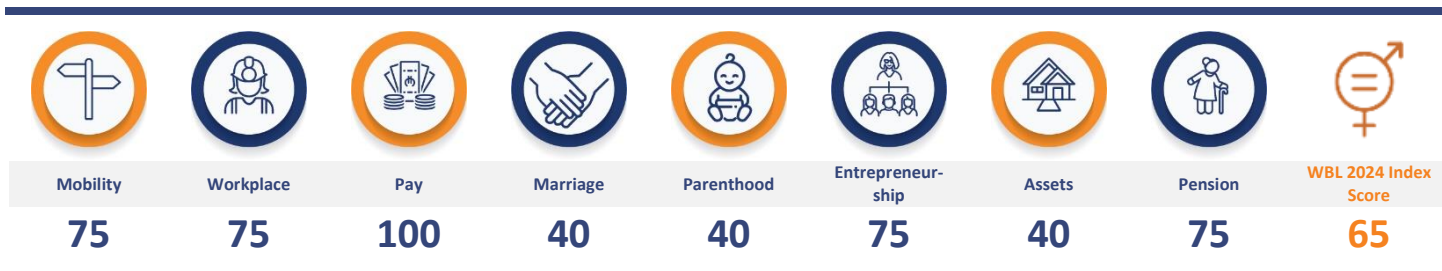 Mobility
Workplace
Pay
Marriage
Parenthood
Entrepreneur-
ship
Assets
Pension
WBL 2024 Index
Score
75
75
100
40
40
75
40
75
65